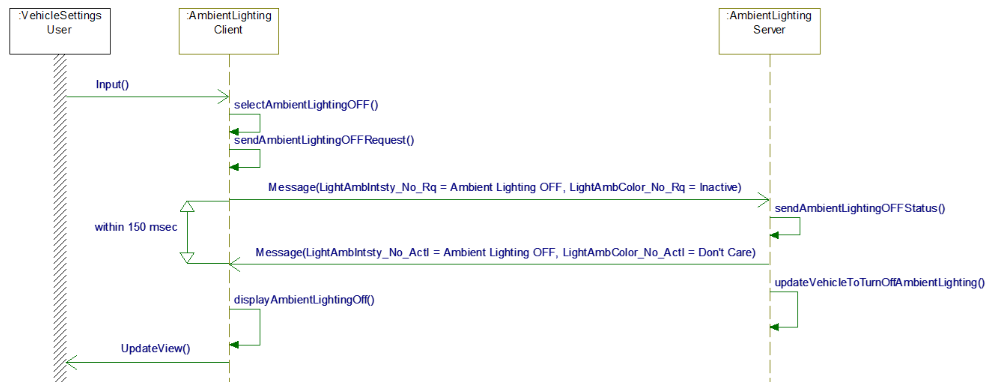 :VehicleSettings
User
:AmbientLighting
Client
:AmbientLighting
Server
Input()
selectAmbientLightingOFF()
sendAmbientLightingOFFRequest()
Message(LightAmbIntsty_No_Rq = Ambient Lighting OFF, LightAmbColor_No_Rq = Inactive)
sendAmbientLightingOFFStatus()
within 150 msec
Message(LightAmbIntsty_No_Actl = Ambient Lighting OFF, LightAmbColor_No_Actl = Don't Care)
updateVehicleToTurnOffAmbientLighting()
displayAmbientLightingOff()
UpdateView()